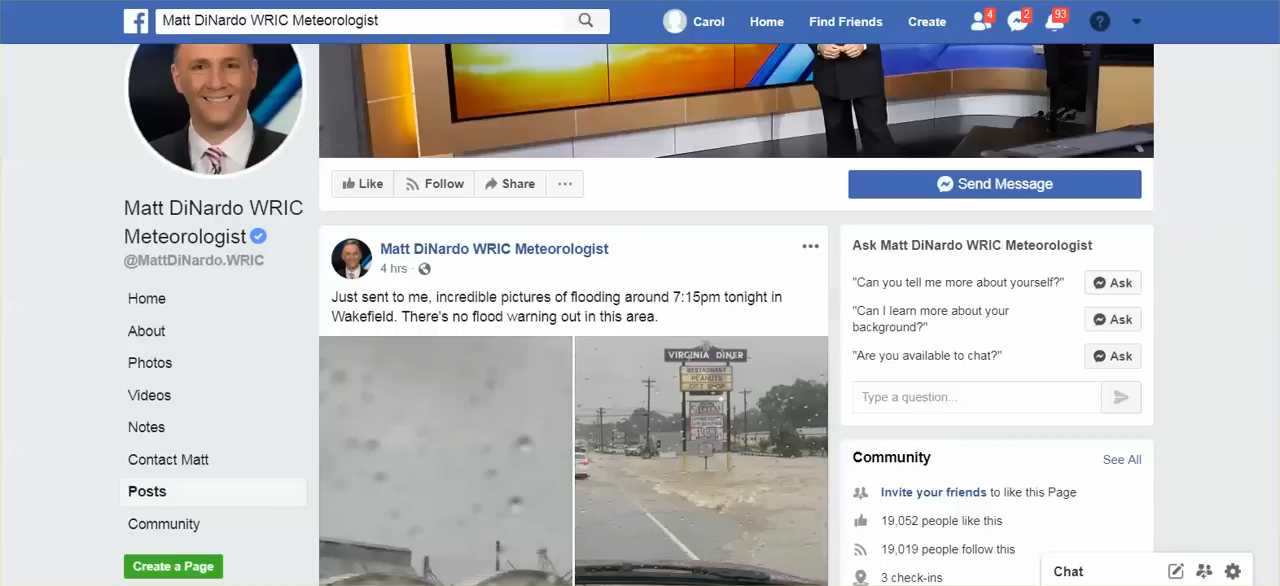 Matt DiNardo WRIC Meteorologist
Carol
Home
Find Friends
Create
4
2
93
?
Like
Follow
Share
Send Message
Matt DiNardo WRIC
Meteorologist
@MattDiNardo.WRIC
Home
About
Photos
Videos
Notes
Contact Matt
Posts
Community
Create a Page
Matt DiNardo WRIC Meteorologist
4 hrs
Just sent to me, incredible pictures of flooding around 7:15pm tonight in
Wakefield. There's no flood warning out in this area.
VIRGINIA DINER
RESTAURANT
PEANUTS
GIFT SHOP
Ask Matt DiNardo WRIC Meteorologist
"Can you tell me more about yourself?"
Ask
"Can I learn more about your
background?"
Ask
"Are you available to chat?"
Ask
Type a question...
Community
See All
Invite your friends to like this Page
19,052 people like this
19,019 people follow this
3 check-ins
Chat